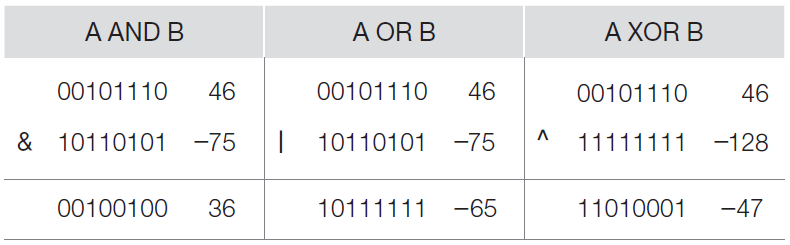 A AND B A OR B A XOR B
00101110 46 00101110 46 00101110 46
& 10110101 –75 | 10110101 –75 ^ 11111111 –128
00100100 36 10111111 –65 11010001 –47